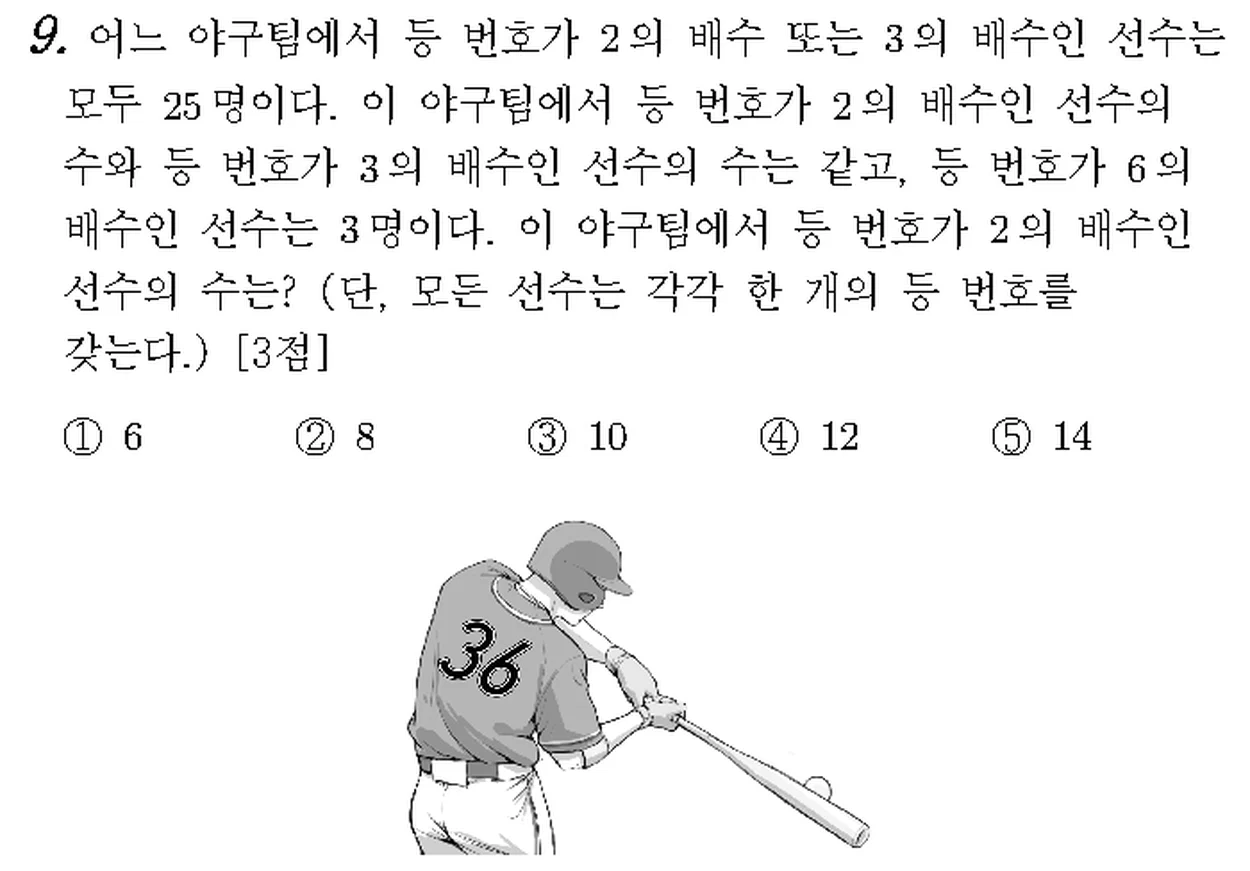 9. 어느 야구팀에서 등 번호가 2의 배수 또는 3의 배수인 선수는
모두 25명이다. 이 야구팀에서 등 번호가 2의 배수인 선수의
수와 등 번호가 3의 배수인 선수의 수는 같고, 등 번호가 6의
배수인 선수는 3명이다. 이 야구팀에서 등 번호가 2의 배수인
선수의 수는? (단, 모든 선수는 각각 한 개의 등 번호를
갖는다.) [3점]
① 6 ② 8 ③ 10 ④ 12 ⑤ 14
36